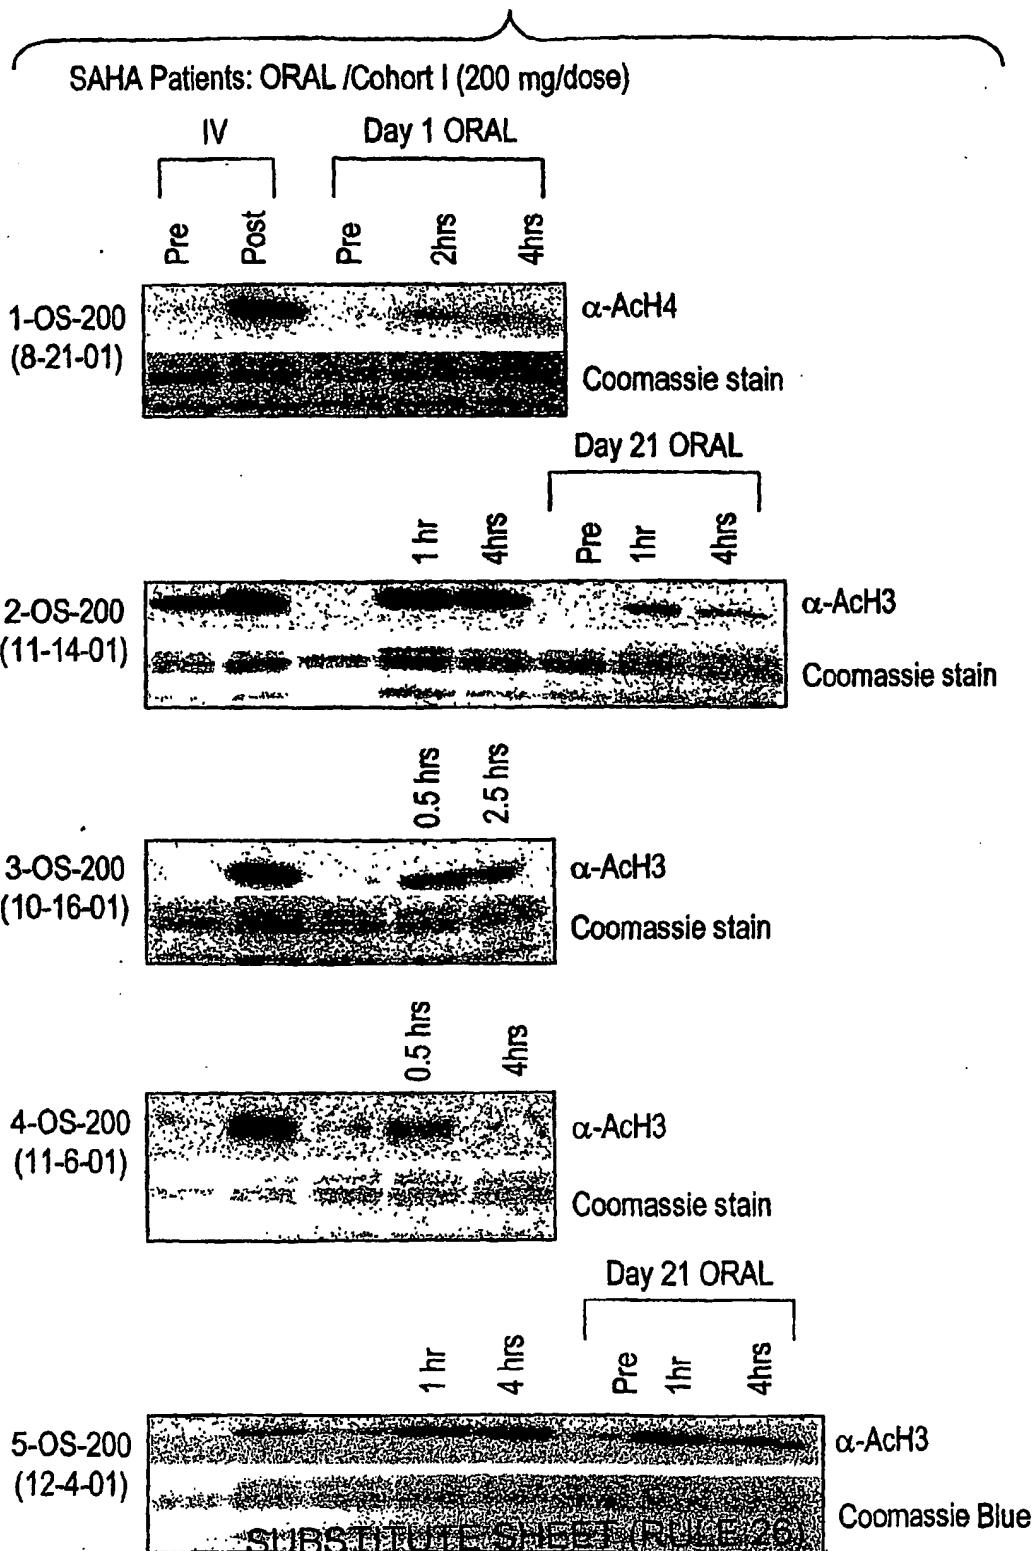 SAHA Patients: ORAL /Cohort I (200 mg/dose)
IV
Day 1 ORAL
Pre
Post
Pre
2hrs
4hrs
1-OS-200
(8-21-01)
α-AcH4
Coomassie stain
Day 21 ORAL
1 hr
4hrs
Pre
1hr
4hrs
2-OS-200
(11-14-01)
α-AcH3
Coomassie stain
0.5 hrs
2.5 hrs
3-OS-200
(10-16-01)
α-AcH3
Coomassie stain
0.5 hrs
4hrs
4-OS-200
(11-6-01)
α-AcH3
Coomassie stain
Day 21 ORAL
1 hr
4 hrs
Pre
1hr
4hrs
5-OS-200
(12-4-01)
α-AcH3
Coomassie Blue
SUBSTITUTE SHEET (RULE 26)